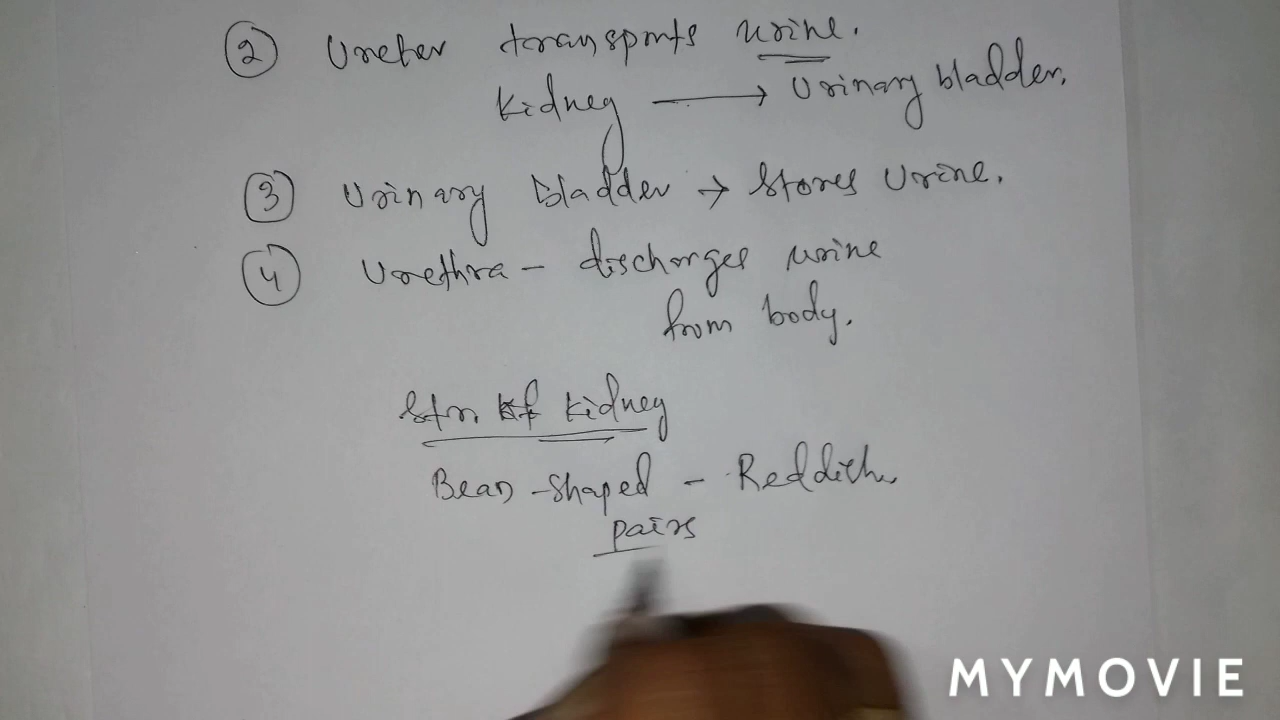 ② Ureter transports urine.
Kidney → Urinary bladder.
③ Urinary bladder → Stores Urine.
④ Urethra - discharges urine
from body.
Str. of kidney
Bean-shaped - Reddish
pairs
MYMOVIE